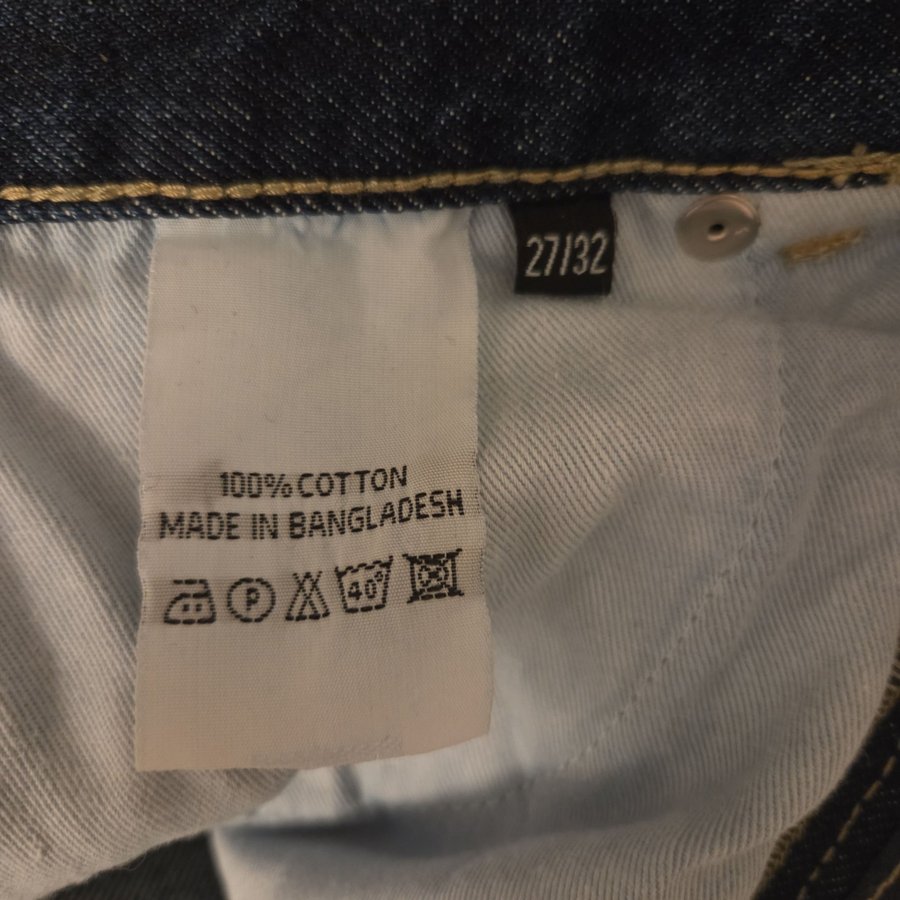 27/32
100% COTTON
MADE IN BANGLADESH
P 40°